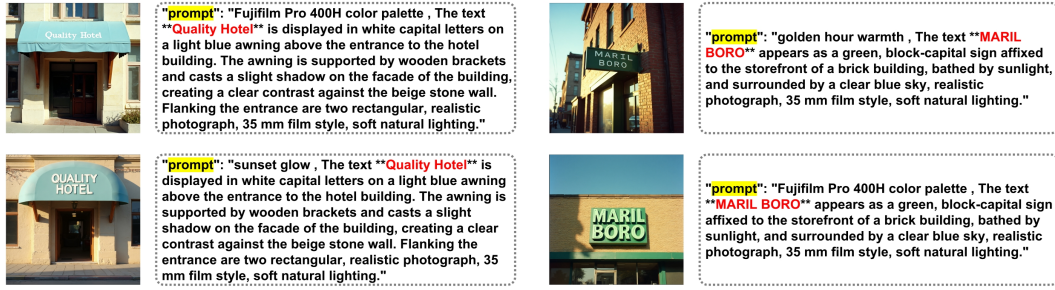 Quality Hotel
"prompt": "Fujifilm Pro 400H color palette , The text
**Quality Hotel** is displayed in white capital letters on
a light blue awning above the entrance to the hotel
building. The awning is supported by wooden brackets
and casts a slight shadow on the facade of the building,
creating a clear contrast against the beige stone wall.
Flanking the entrance are two rectangular, realistic
photograph, 35 mm film style, soft natural lighting."
MARIL
BORO
"prompt": "golden hour warmth , The text **MARIL
BORO** appears as a green, block-capital sign affixed
to the storefront of a brick building, bathed by sunlight,
and surrounded by a clear blue sky, realistic
photograph, 35 mm film style, soft natural lighting."
QUALITY
HOTEL
"prompt": "sunset glow , The text **Quality Hotel** is
displayed in white capital letters on a light blue awning
above the entrance to the hotel building. The awning is
supported by wooden brackets and casts a slight
shadow on the facade of the building, creating a clear
contrast against the beige stone wall. Flanking the
entrance are two rectangular, realistic photograph, 35
mm film style, soft natural lighting."
MARIL
BORO
"prompt": "Fujifilm Pro 400H color palette , The text
**MARIL BORO** appears as a green, block-capital sign
affixed to the storefront of a brick building, bathed by
sunlight, and surrounded by a clear blue sky, realistic
photograph, 35 mm film style, soft natural lighting."